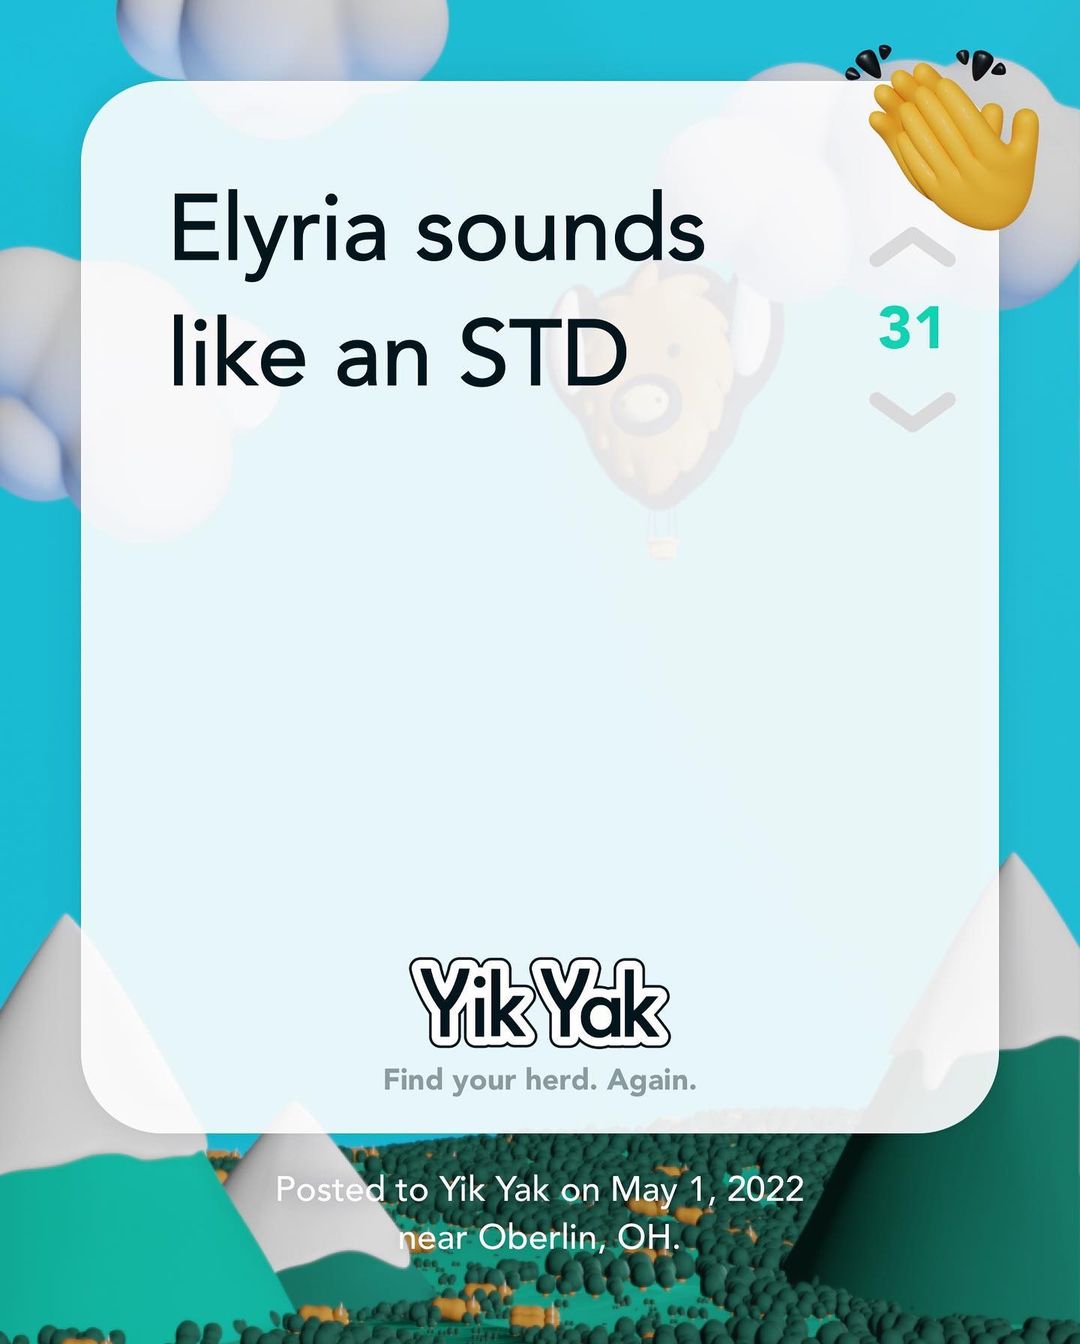 Elyria sounds
like an STD
31
Yik Yak
Find your herd. Again.
Posted to Yik Yak on May 1, 2022
near Oberlin, OH.